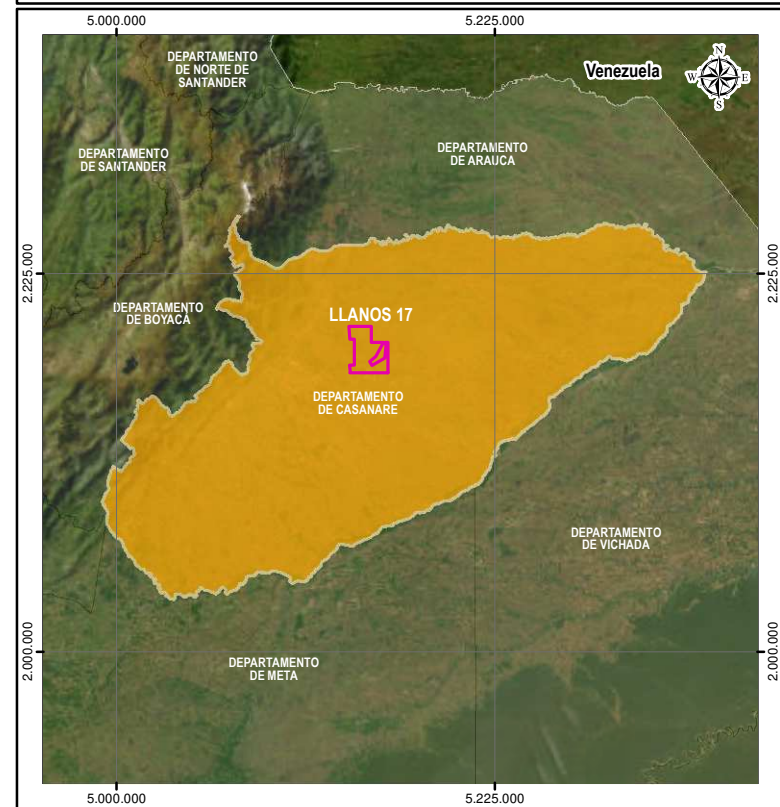 5.000.000
5.225.000
DEPARTAMENTO
DE NORTE DE
SANTANDER
Venezuela
N
W
E
S
DEPARTAMENTO
DE SANTANDER
DEPARTAMENTO
DE ARAUCA
2.225.000
2.225.000
DEPARTAMENTO
DE BOYACÁ
LLANOS 17
DEPARTAMENTO
DE CASANARE
DEPARTAMENTO
DE VICHADA
2.000.000
2.000.000
DEPARTAMENTO
DE META
5.000.000
5.225.000